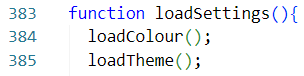 383 function loadSettings(){
384 loadColour();
385 loadTheme();